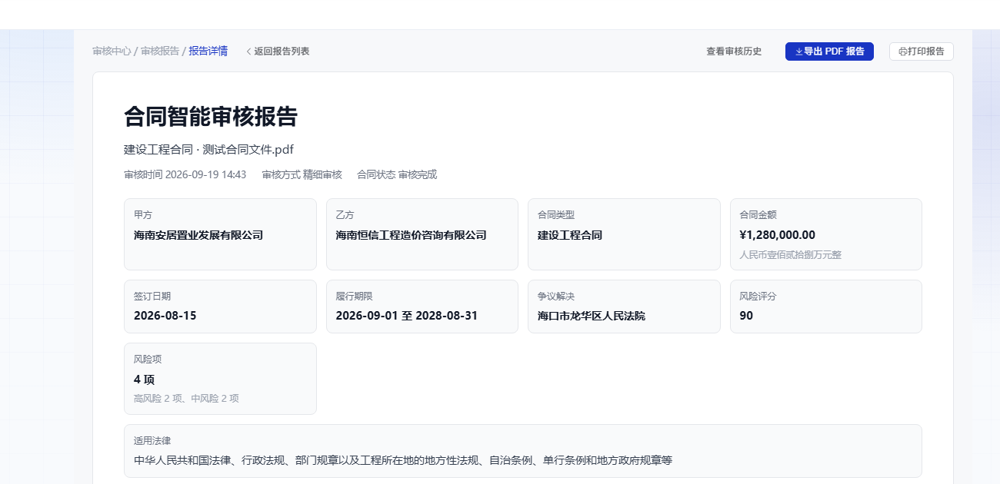 审核中心 / 审核报告 / 报告详情 返回报告列表 查看审核历史 导出 PDF 报告 打印报告
合同智能审核报告
建设工程合同 · 测试合同文件.pdf
审核时间 2026-09-19 14:43 审核方式 精细审核 合同状态 审核完成
甲方
海南安居置业发展有限公司
乙方
海南恒信工程造价咨询有限公司
合同类型
建设工程合同
合同金额
¥1,280,000.00
人民币壹佰贰拾捌万元整
签订日期
2026-08-15
履行期限
2026-09-01 至 2028-08-31
争议解决
海口市龙华区人民法院
风险评分
90
风险项
4 项
高风险 2 项、中风险 2 项
适用法律
中华人民共和国法律、行政法规、部门规章以及工程所在地的地方性法规、自治条例、单行条例和地方政府规章等